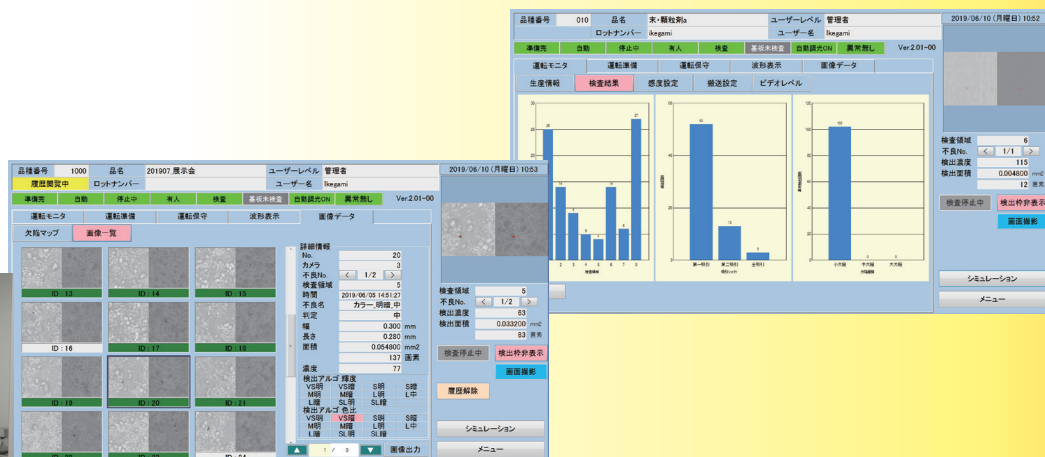 品種番号 010 品名 末・顆粒剤a ユーザーレベル 管理者 2019/06/10(月曜日)10:52
ロットナンバー ユーザー名 Ikegami
準備完 自動 停止中 有人 検査 基板未検査 自動調光ON 異常無し Ver.2.01-00
運転モニタ 運転準備 運転保守 波形表示 画像データ
生産情報 検査結果 感度設定 搬送設定 ビデオレベル
検査領域 6
不良No. < 1/1 >
検出濃度 115
検出面積 0.004800 mm2
12 画素
検査停止中 検出枠非表示
画面撮影
シミュレーション
メニュー
第一吸引 第二吸引 全吸引
小欠陥 中欠陥 大欠陥
品種番号 1000 品名 201907_展示会 ユーザーレベル 管理者 2019/06/10(月曜日)10:53
履歴閲覧中 ロットナンバー ユーザー名 Ikegami
準備完 自動 停止中 有人 検査 基板未検査 自動調光ON 異常無し Ver.2.01-00
運転モニタ 運転準備 運転保守 波形表示 画像データ
欠陥マップ 画像一覧
ID:13 ID:14 ID:15
ID:16 ID:17 ID:18
ID:19 ID:20 ID:21
詳細情報
No. 20
カメラ 3
不良No. < 1/2 >
検査領域 5
時間 2019/06/05 14:51:27
不良名 カラー_明暗_中
判定 中
幅 0.300 mm
長さ 0.280 mm
面積 0.054800 mm2
137 画素
濃度 77
検出アルゴ 輝度
VS明 VS暗 S明 S暗
M明 M暗 L明 L中
L暗 SL明 SL暗
検出アルゴ 色比
VS明 VS暗 S明 S暗
M明 M暗 L明 L中
L暗 SL明 SL暗
▲ 1 / 3 ▼ 画像出力
検査領域 5
不良No. < 1/2 >
検出濃度 63
検出面積 0.033200 mm2
83 画素
検査停止中 検出枠非表示
画面撮影
履歴解除
シミュレーション
メニュー